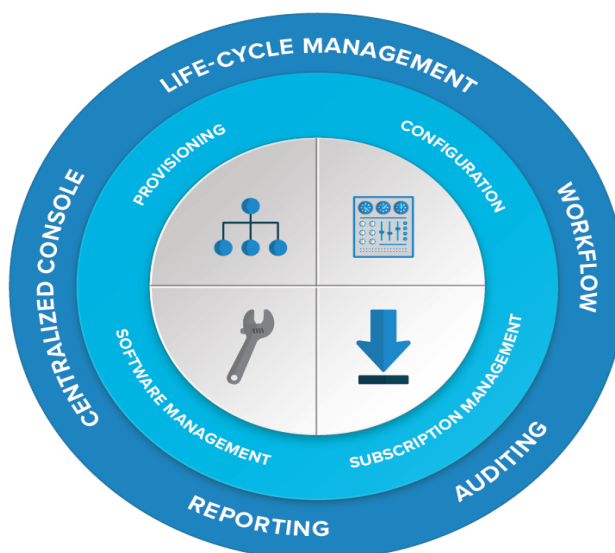 LIFE-CYCLE MANAGEMENT
PROVISIONING
CONFIGURATION
CENTRALIZED CONSOLE
WORKFLOW
SOFTWARE MANAGEMENT
SUBSCRIPTION MANAGEMENT
REPORTING
AUDITING